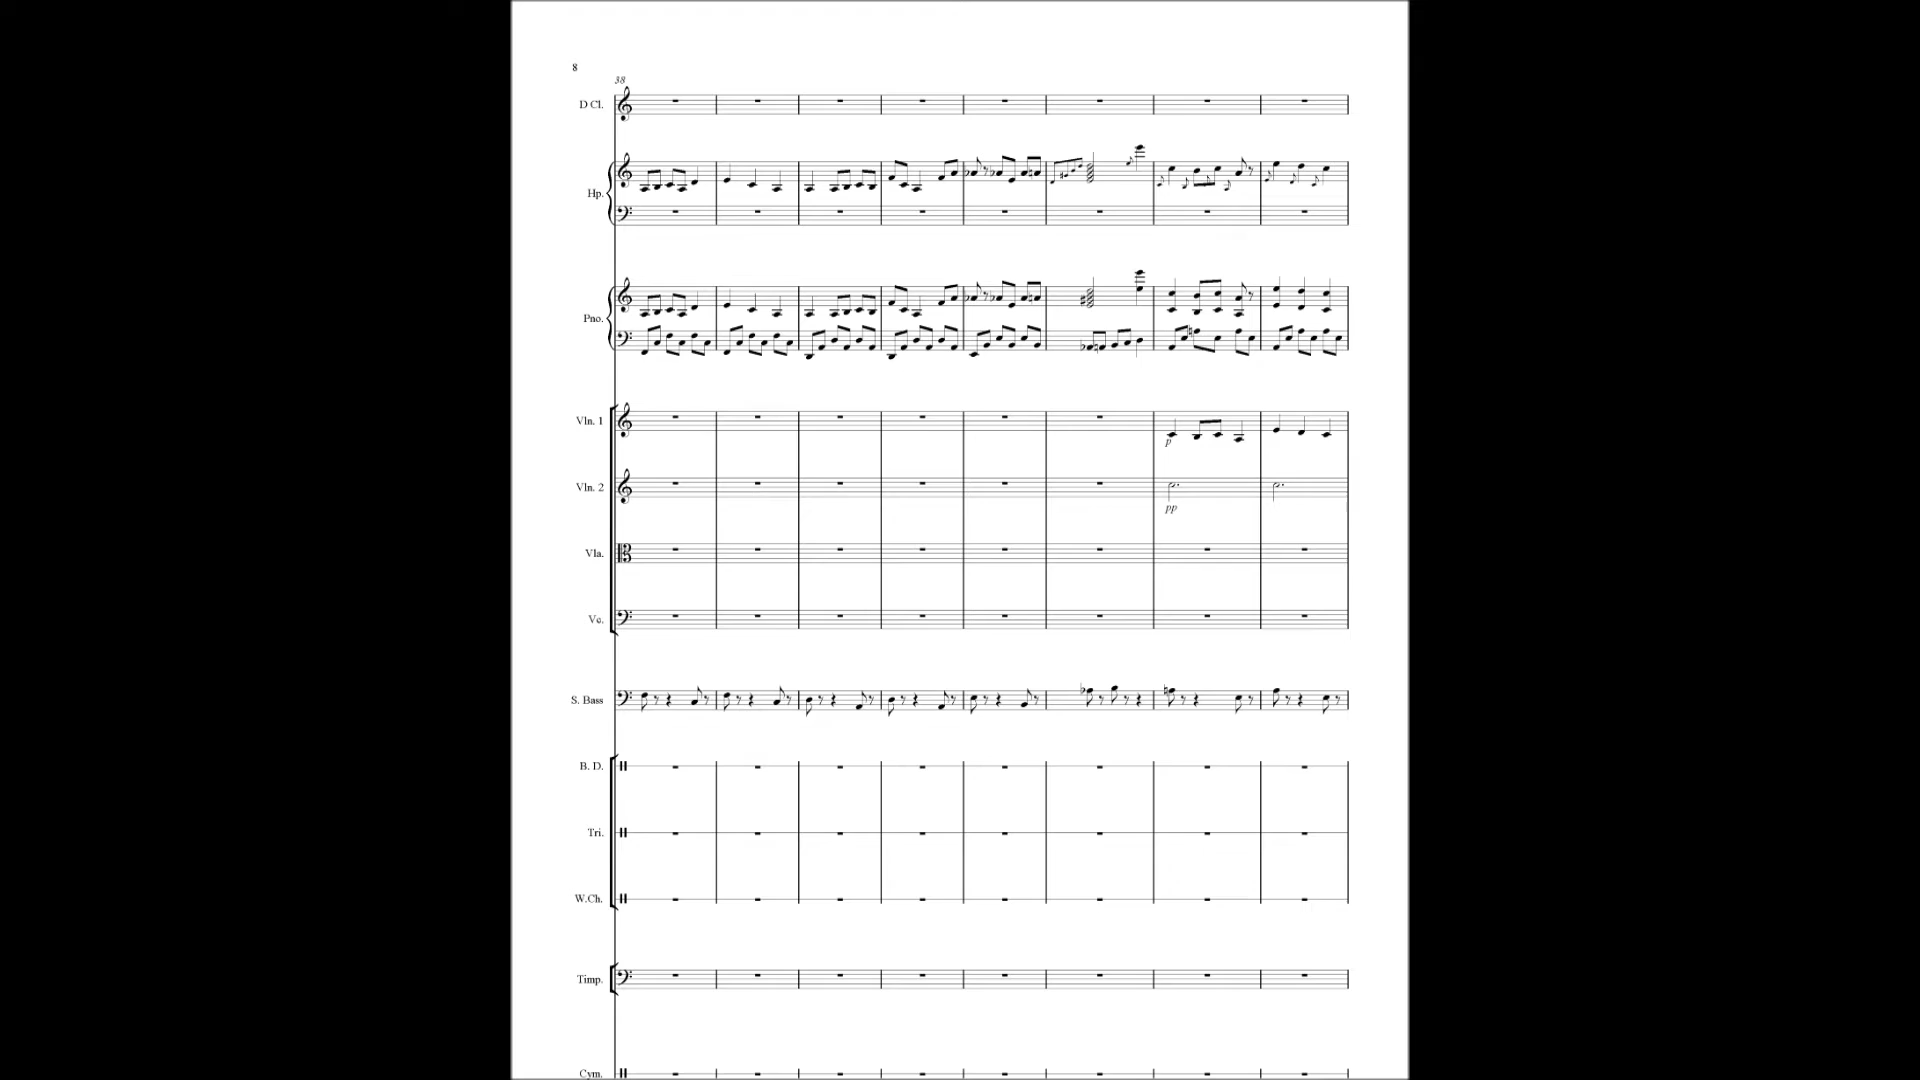 8
38
D Cl.
Hp.
Pno.
Vln. 1
p
Vln. 2
pp
Vla.
Vc.
S. Bass
B. D.
Tri.
W.Ch.
Timp.
Cym.